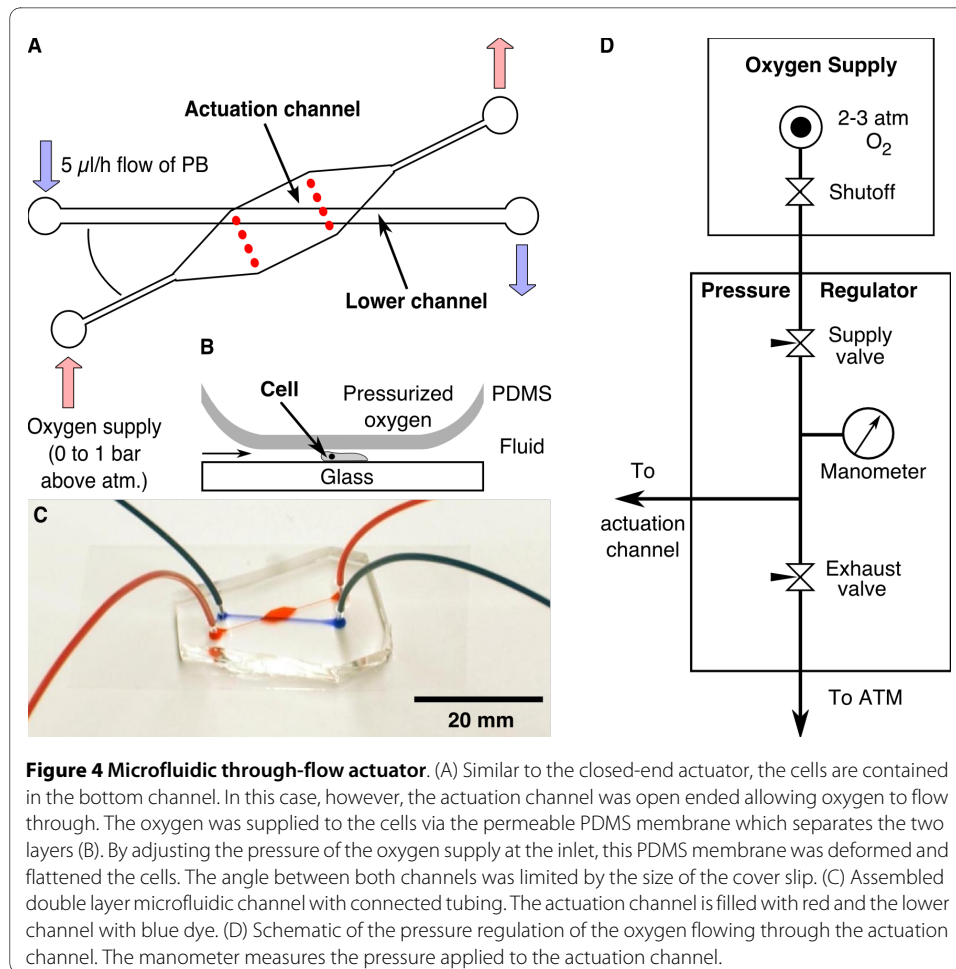 A
Actuation channel
5 µl/h flow of PB
Lower channel
Oxygen supply
(0 to 1 bar
above atm.)
B
Cell
Pressurized
oxygen
PDMS
Fluid
Glass
C
20 mm
D
Oxygen Supply
2-3 atm
O2
Shutoff
Pressure Regulator
Supply
valve
Manometer
To
actuation
channel
Exhaust
valve
To ATM
Figure 4 Microfluidic through-flow actuator. (A) Similar to the closed-end actuator, the cells are contained
in the bottom channel. In this case, however, the actuation channel was open ended allowing oxygen to flow
through. The oxygen was supplied to the cells via the permeable PDMS membrane which separates the two
layers (B). By adjusting the pressure of the oxygen supply at the inlet, this PDMS membrane was deformed and
flattened the cells. The angle between both channels was limited by the size of the cover slip. (C) Assembled
double layer microfluidic channel with connected tubing. The actuation channel is filled with red and the lower
channel with blue dye. (D) Schematic of the pressure regulation of the oxygen flowing through the actuation
channel. The manometer measures the pressure applied to the actuation channel.